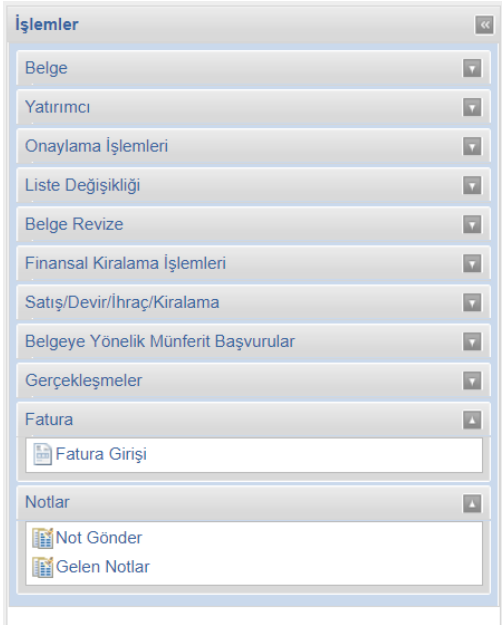 İşlemler
Belge
Yatırımcı
Onaylama İşlemleri
Liste Değişikliği
Belge Revize
Finansal Kiralama İşlemleri
Satış/Devir/İhraç/Kiralama
Belgeye Yönelik Münferit Başvurular
Gerçekleşmeler
Fatura
Fatura Girişi
Notlar
Not Gönder
Gelen Notlar